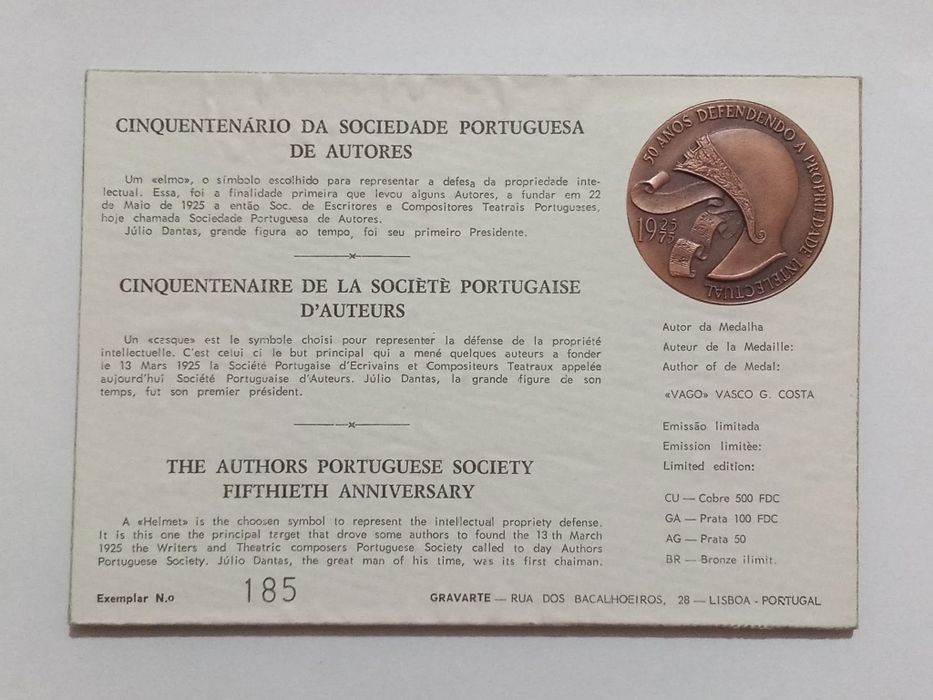 CINQUENTENÁRIO DA SOCIEDADE PORTUGUESA
DE AUTORES
Um «elmo», o símbolo escolhido para representar a defesa da propriedade inte-
lectual. Essa, foi a finalidade primeira que levou alguns Autores, a fundar em 22
de Maio de 1925 a então Soc. de Escritores e Compositores Teatrais Portugueses,
hoje chamada Sociedade Portuguesa de Autores.
Júlio Dantas, grande figura ao tempo, foi seu primeiro Presidente.
CINQUENTENAIRE DE LA SOCIÈTÈ PORTUGAISE
D'AUTEURS
Un «casque» est le symbole choisi pour representer la défense de la propriété
intellectuelle. C'est celui ci le but principal qui a mené quelques auteurs a fonder
le 13 Mars 1925 la Société Portugaise d'Ecrivains et Compositeurs Teatraux appelée
aujourd'hui Société Portugaise d'Auteurs. Júlio Dantas, la grande figure de son
temps, fut son premier président.
THE AUTHORS PORTUGUESE SOCIETY
FIFTHIETH ANNIVERSARY
A «Helmet» is the choosen symbol to represent the intellectual propriety defense.
It is this one the principal target that drove some authors to found the 13 th March
1925 the Writers and Theatric composers Portuguese Society called to day Authors
Portuguese Society. Júlio Dantas, the great man of his time, was its first chaiman.
Exemplar N.o 185
50 ANOS DEFENDENDO A PROPRIEDADE INTELECTUAL
1925
75
Autor da Medalha
Auteur de la Medaille:
Author of de Medal:
«VAGO» VASCO G. COSTA
Emissão limitada
Emission limitèe:
Limited edition:
CU — Cobre 500 FDC
GA — Prata 100 FDC
AG — Prata 50
BR — Bronze ilimit.
GRAVARTE — RUA DOS BACALHOEIROS, 28 — LISBOA - PORTUGAL